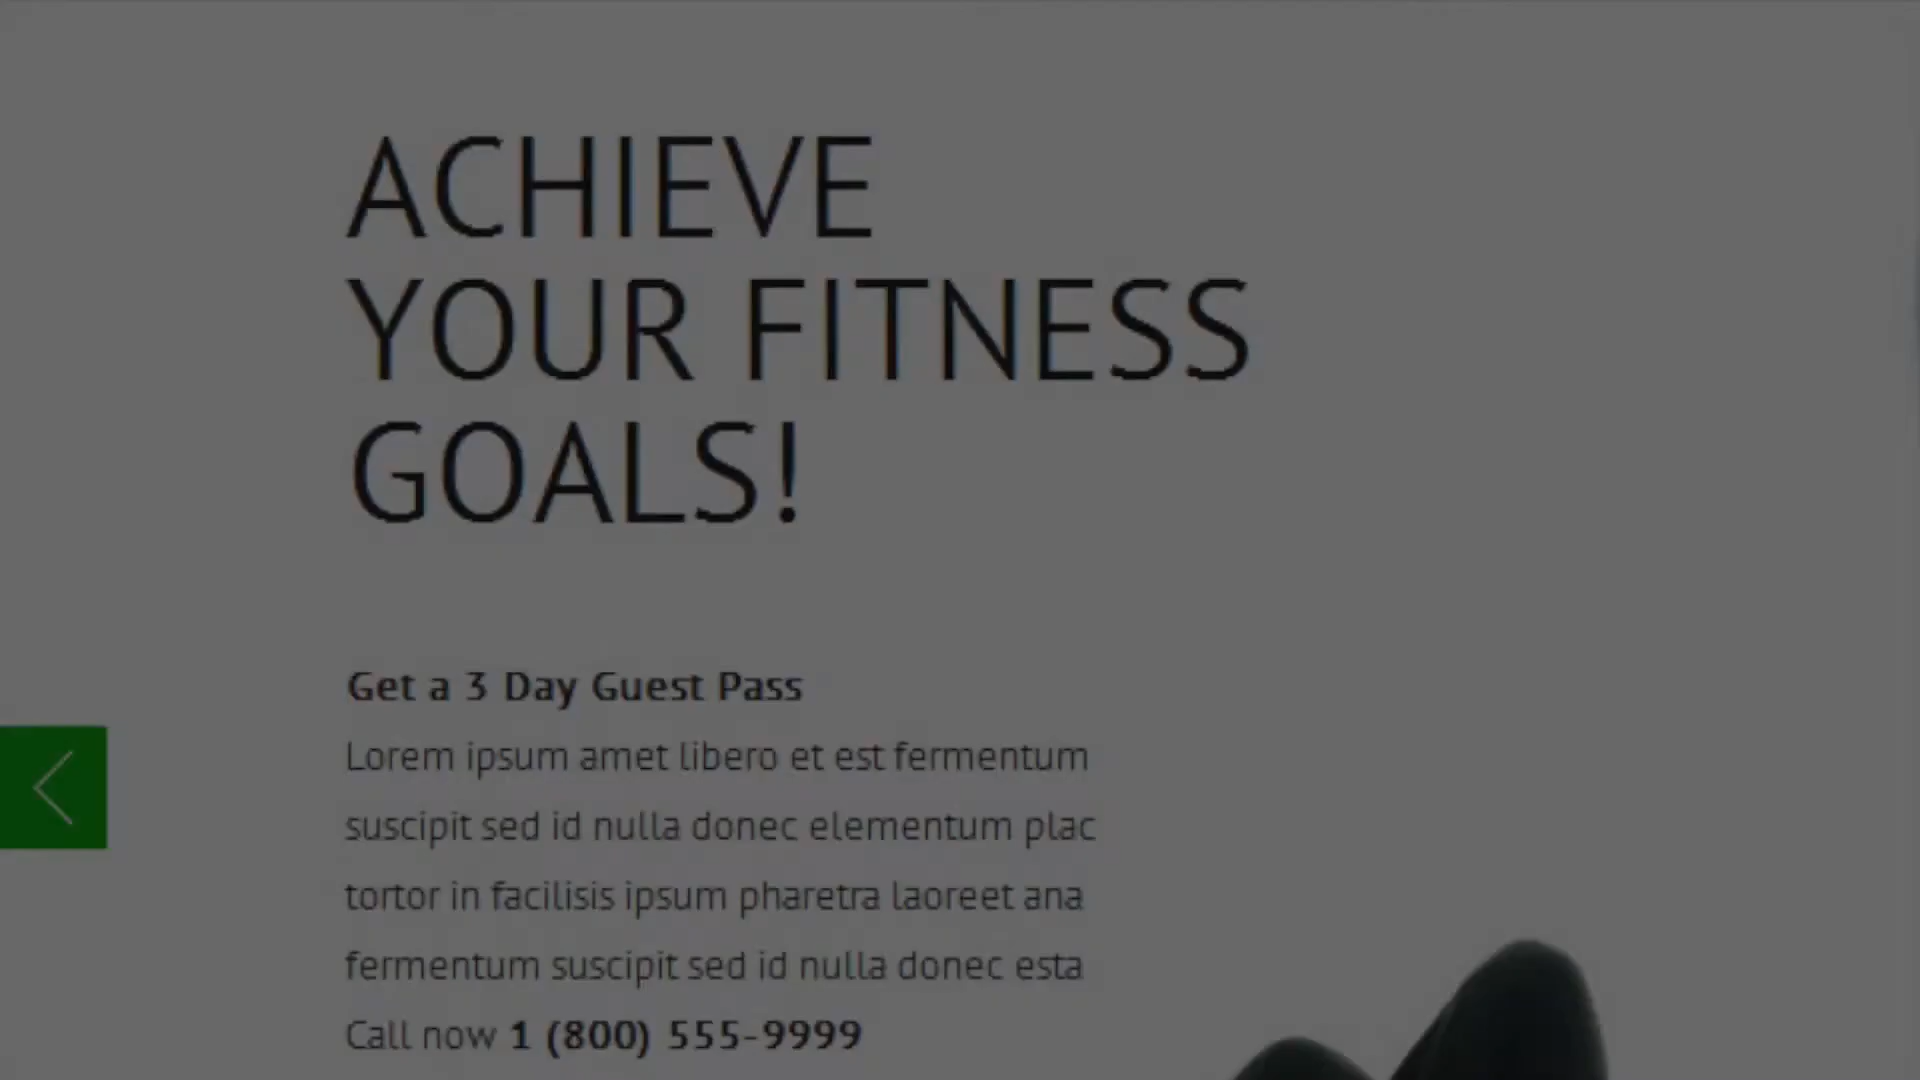 ACHIEVE
YOUR FITNESS
GOALS!
Get a 3 Day Guest Pass
Lorem ipsum amet libero et est fermentum
suscipit sed id nulla donec elementum plac
tortor in facilisis ipsum pharetra laoreet ana
fermentum suscipit sed id nulla donec esta
Call now 1 (800) 555-9999